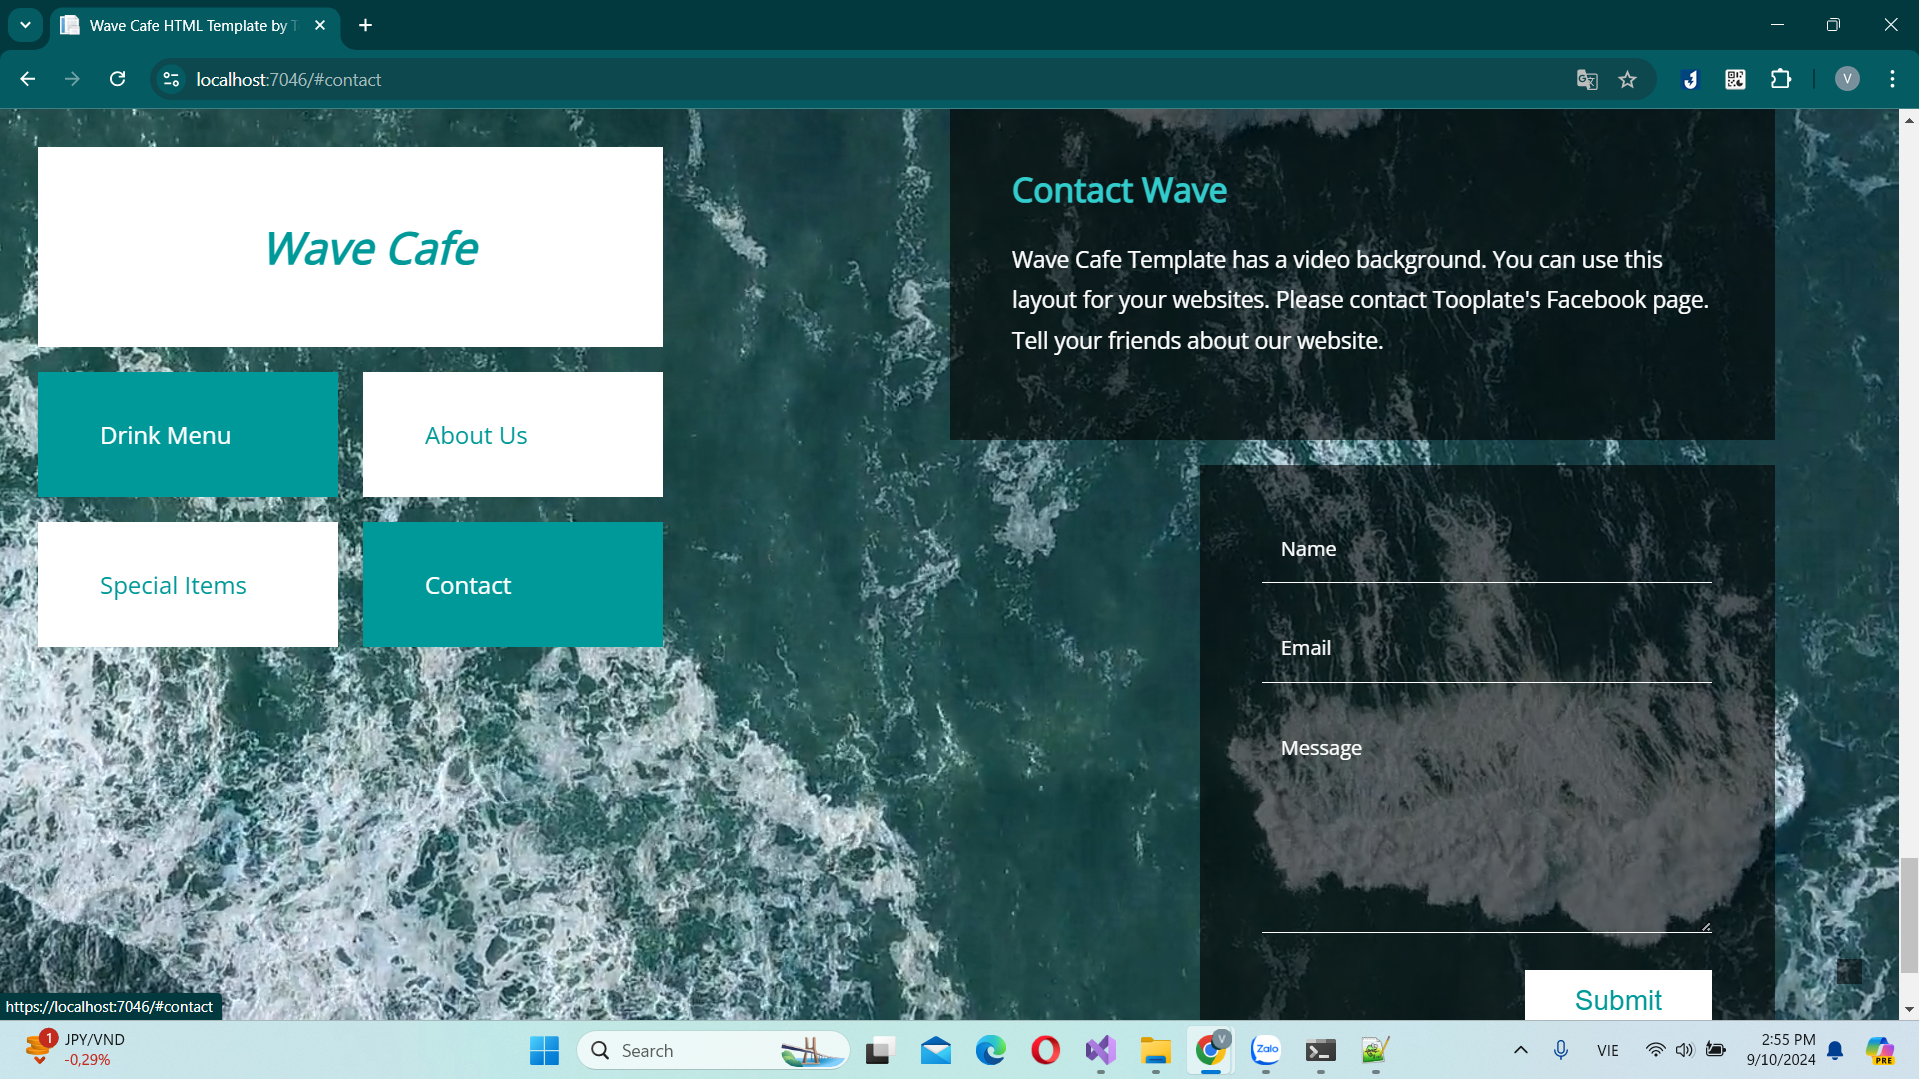 Wave Cafe HTML Template by T
localhost:7046/#contact
V
Wave Cafe
Drink Menu
About Us
Special Items
Contact
Contact Wave
Wave Cafe Template has a video background. You can use this
layout for your websites. Please contact Tooplate's Facebook page.
Tell your friends about our website.
Name
Email
Message
Submit
https://localhost:7046/#contact
1
JPY/VND
-0,29%
Search
V
Zalo
VIE
2:55 PM
9/10/2024
PRE